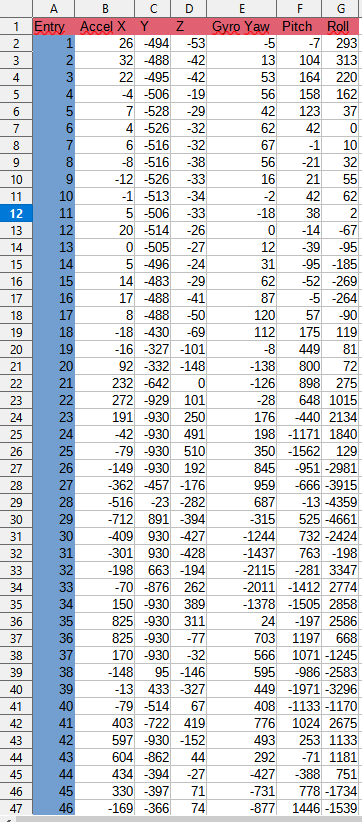 A B C D E F G
1 Entry Accel X Y Z Gyro Yaw Pitch Roll
2 1 26 -494 -53 -5 -7 293
3 2 32 -488 -42 13 104 313
4 3 22 -495 -42 53 164 220
5 4 -4 -506 -19 56 158 162
6 5 7 -528 -29 42 123 37
7 6 4 -526 -32 62 42 0
8 7 6 -516 -32 67 -1 10
9 8 -8 -516 -38 56 -21 32
10 9 -12 -526 -33 16 21 55
11 10 -1 -513 -34 -2 42 62
12 11 5 -506 -33 -18 38 2
13 12 20 -514 -26 0 -14 -67
14 13 0 -505 -27 12 -39 -95
15 14 5 -496 -24 31 -95 -185
16 15 14 -483 -29 62 -52 -269
17 16 17 -488 -41 87 -5 -264
18 17 8 -488 -50 120 57 -90
19 18 -18 -430 -69 112 175 119
20 19 -16 -327 -101 -8 449 81
21 20 92 -332 -148 -138 800 72
22 21 232 -642 0 -126 898 275
23 22 272 -929 101 -28 648 1015
24 23 191 -930 250 176 -440 2134
25 24 -42 -930 491 198 -1171 1840
26 25 -79 -930 510 350 -1562 129
27 26 -149 -930 192 845 -951 -2981
28 27 -362 -457 -176 959 -666 -3915
29 28 -516 -23 -282 687 -13 -4359
30 29 -712 891 -394 -315 525 -4661
31 30 -409 930 -427 -1244 732 -2424
32 31 -301 930 -428 -1437 763 -198
33 32 -198 663 -194 -2115 -281 3347
34 33 -70 -876 262 -2011 -1412 2774
35 34 150 -930 389 -1378 -1505 2858
36 35 825 -930 311 24 -197 2586
37 36 825 -930 -77 703 1197 668
38 37 170 -930 -32 566 1071 -1245
39 38 -148 95 -146 595 -986 -2583
40 39 -13 433 -327 449 -1971 -3296
41 40 -79 -514 67 408 -1133 -1170
42 41 403 -722 419 776 1024 2675
43 42 597 -930 -152 493 253 1133
44 43 604 -862 44 292 -71 1181
45 44 434 -394 -27 -427 -388 751
46 45 330 -397 71 -731 778 -1734
47 46 -169 -366 74 -877 1446 -1539